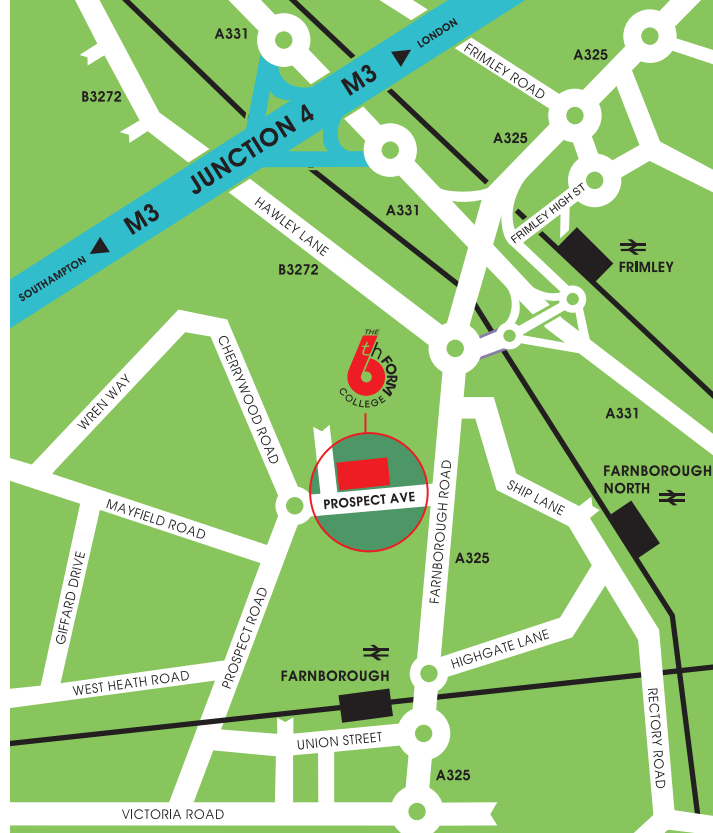 A331
LONDON
M3
FRIMLEY ROAD
A325
B3272
JUNCTION 4
A325
M3
A331
HAWLEY LANE
FRIMLEY HIGH ST
FRIMLEY
SOUTHAMPTON
B3272
THE
6th FORM
COLLEGE
CHERRYWOOD ROAD
WREN WAY
A331
FARNBOROUGH
NORTH
PROSPECT AVE
SHIP LANE
MAYFIELD ROAD
FARNBOROUGH ROAD
A325
GIFFARD DRIVE
PROSPECT ROAD
HIGHGATE LANE
FARNBOROUGH
WEST HEATH ROAD
RECTORY ROAD
UNION STREET
A325
VICTORIA ROAD